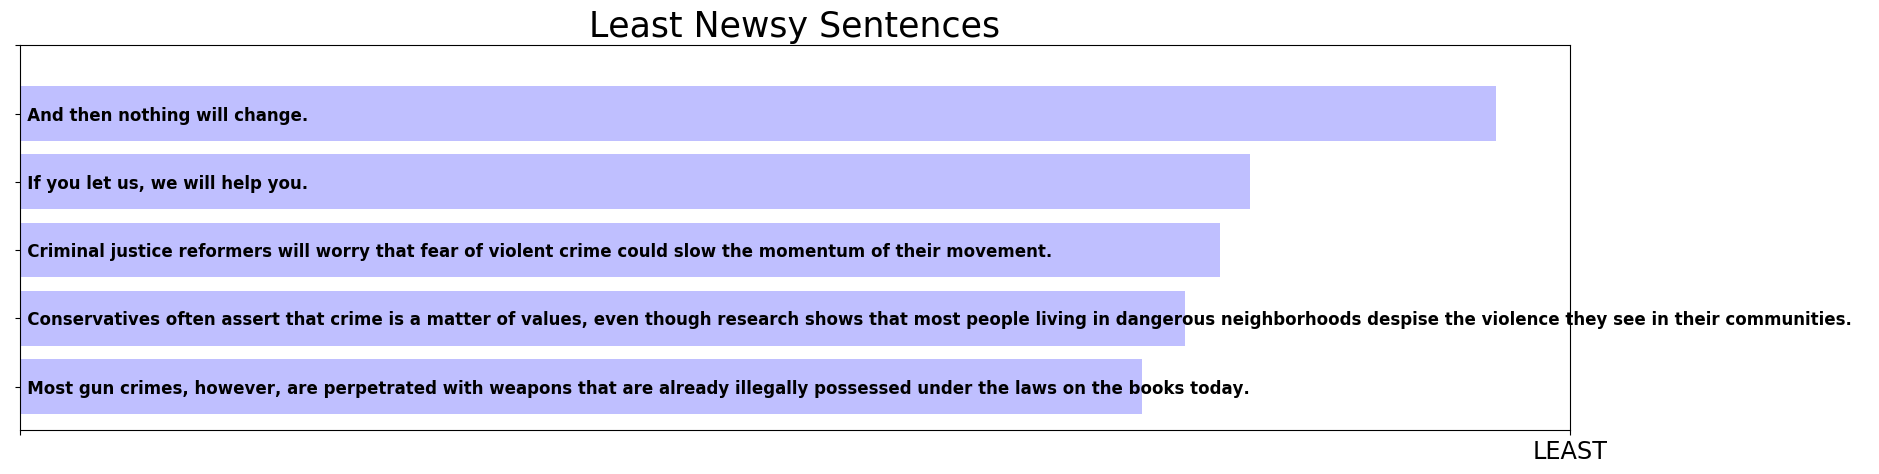 Least Newsy Sentences
And then nothing will change.
If you let us, we will help you.
Criminal justice reformers will worry that fear of violent crime could slow the momentum of their movement.
Conservatives often assert that crime is a matter of values, even though research shows that most people living in dangerous neighborhoods despise the violence they see in their communities.
Most gun crimes, however, are perpetrated with weapons that are already illegally possessed under the laws on the books today.
LEAST